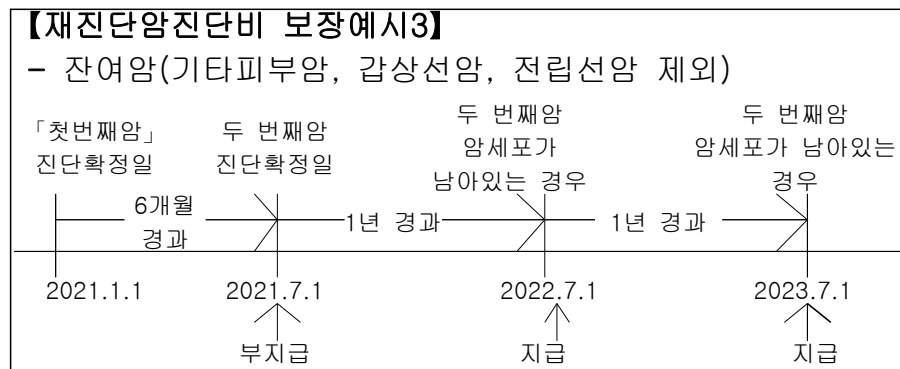 【재진단암진단비 보장예시3】
– 잔여암(기타피부암, 갑상선암, 전립선암 제외)
「첫번째암」
진단확정일
두 번째암
진단확정일
두 번째암
암세포가
남아있는 경우
두 번째암
암세포가 남아있는
경우
6개월
경과
1년 경과
1년 경과
2021.1.1
2021.7.1
2022.7.1
2023.7.1
부지급
지급
지급